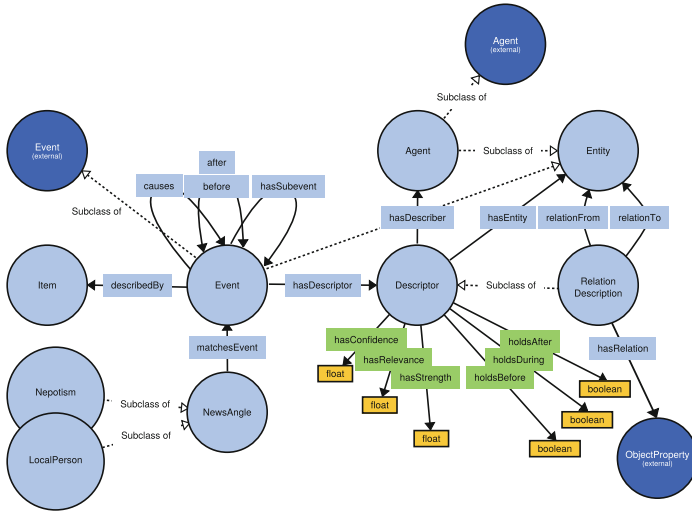 Agent
(external)
Subclass of
Event
(external)
Agent
Subclass of
Entity
after
causes
before
hasSubevent
Subclass of
hasDescriber
hasEntity
relationFrom
relationTo
Item
describedBy
Event
hasDescriptor
Descriptor
Subclass of
Relation
Description
matchesEvent
hasConfidence
hasRelevance
hasStrength
holdsAfter
holdsDuring
holdsBefore
hasRelation
float
float
float
boolean
boolean
boolean
Nepotism
Subclass of
NewsAngle
Subclass of
LocalPerson
ObjectProperty
(external)